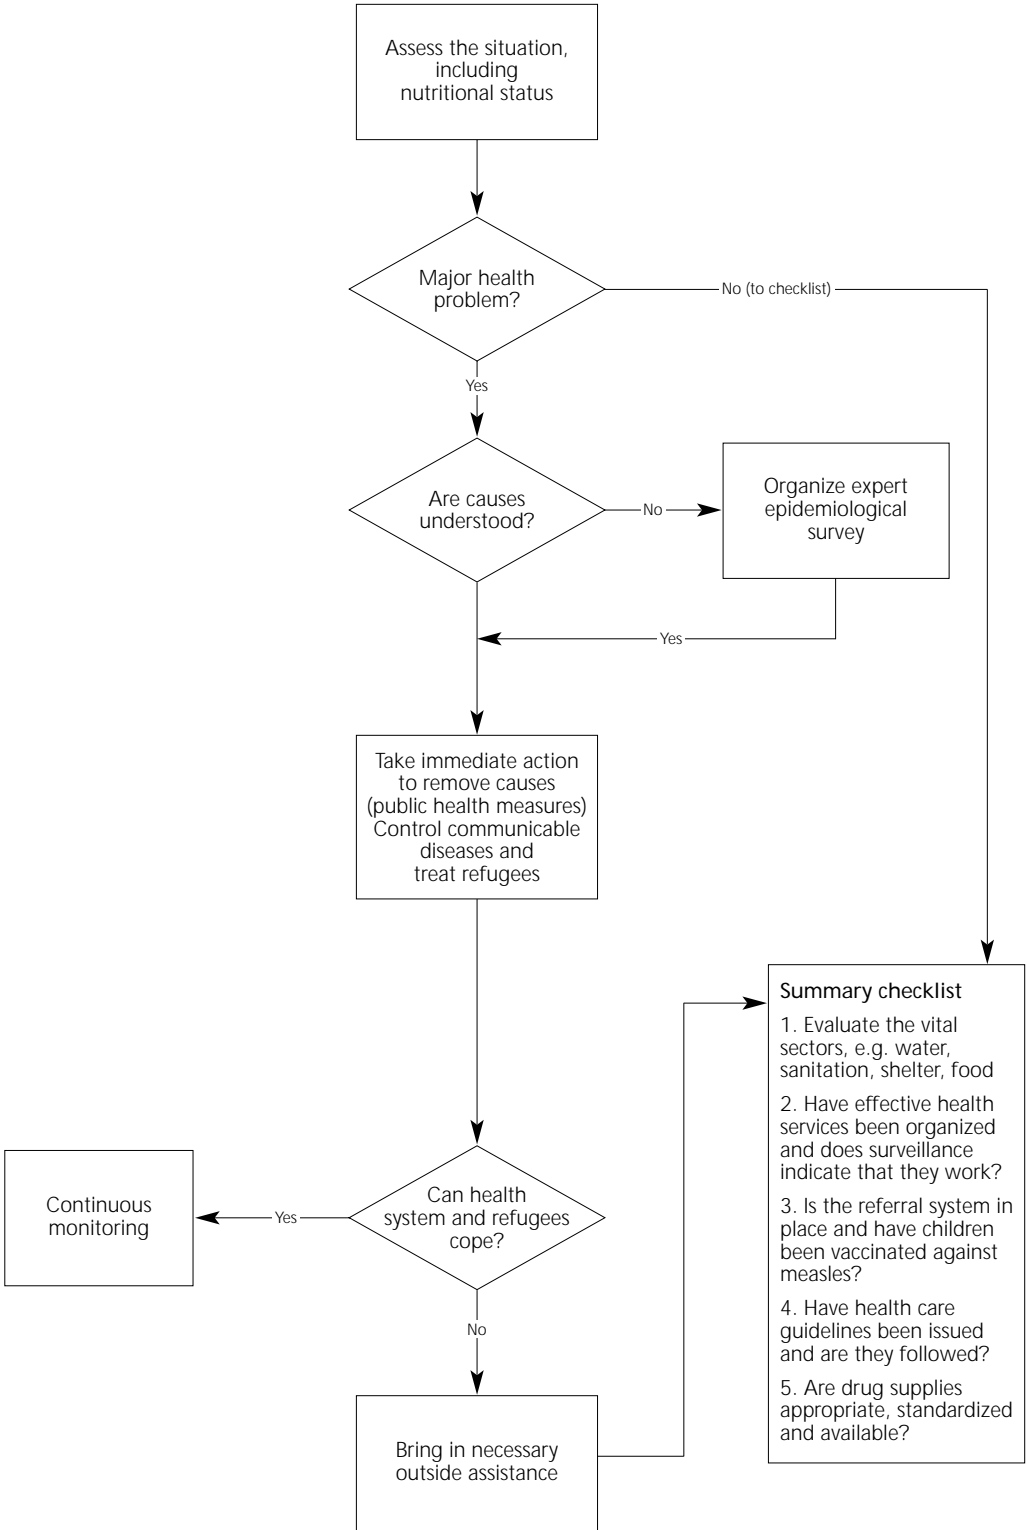 Assess the situation,
including
nutritional status
Major health
problem?
No (to checklist)
Yes
Are causes
understood?
No
Organize expert
epidemiological
survey
Yes
Take immediate action
to remove causes
(public health measures)
Control communicable
diseases and
treat refugees
Can health
system and refugees
cope?
Yes
Continuous
monitoring
No
Bring in necessary
outside assistance
Summary checklist
1. Evaluate the vital
sectors, e.g. water,
sanitation, shelter, food
2. Have effective health
services been organized
and does surveillance
indicate that they work?
3. Is the referral system in
place and have children
been vaccinated against
measles?
4. Have health care
guidelines been issued
and are they followed?
5. Are drug supplies
appropriate, standardized
and available?